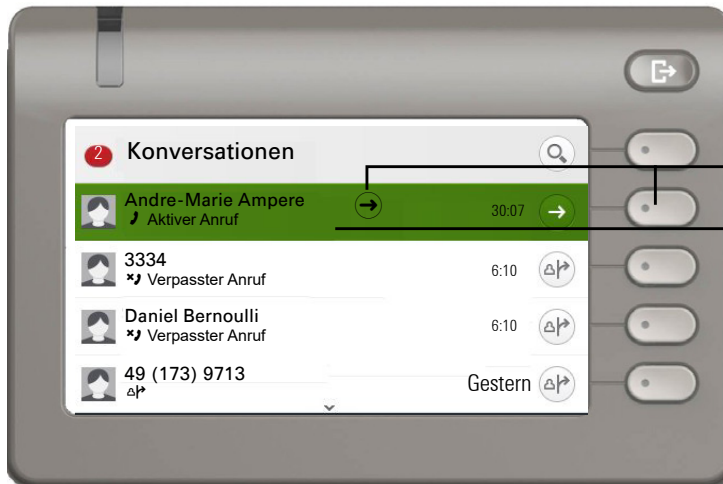 2 Konversationen
Andre-Marie Ampere
Aktiver Anruf 30:07
3334
Verpasster Anruf 6:10
Daniel Bernoulli
Verpasster Anruf 6:10
49 (173) 9713
Gestern